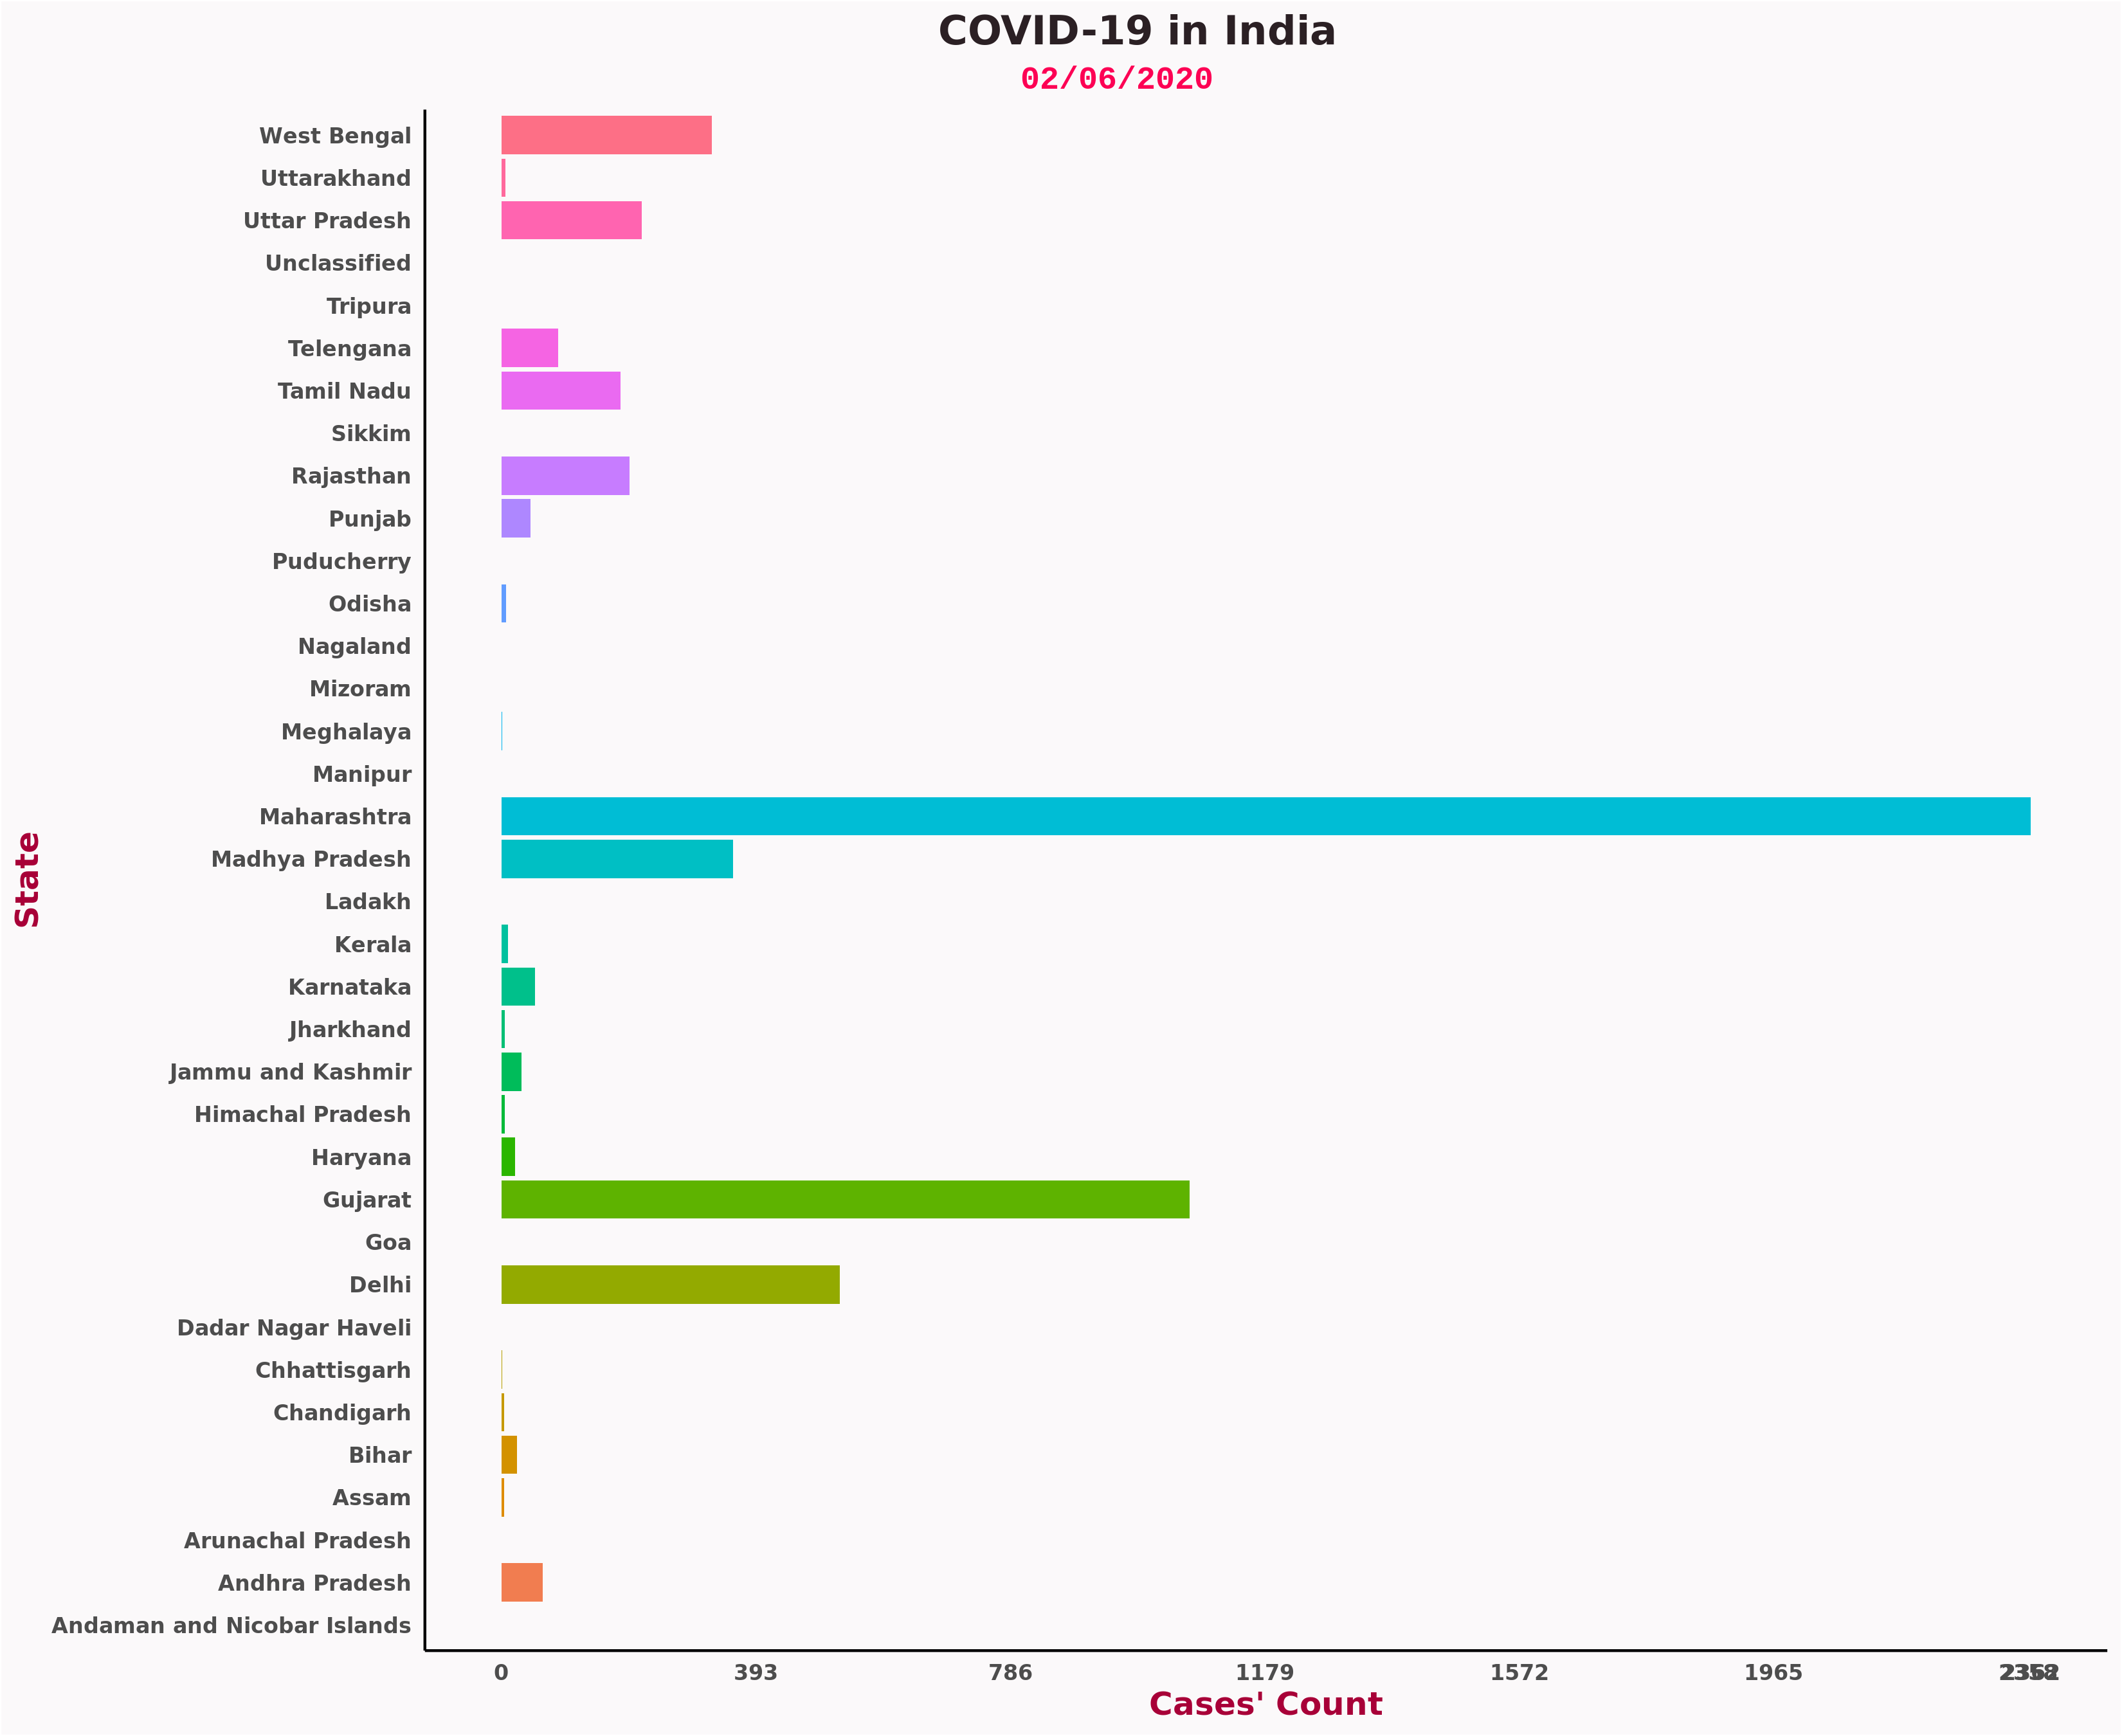 COVID-19 in India
02/06/2020
West Bengal
Uttarakhand
Uttar Pradesh
Unclassified
Tripura
Telengana
Tamil Nadu
Sikkim
Rajasthan
Punjab
Puducherry
Odisha
Nagaland
Mizoram
Meghalaya
Manipur
Maharashtra
Madhya Pradesh
Ladakh
Kerala
Karnataka
Jharkhand
Jammu and Kashmir
Himachal Pradesh
Haryana
Gujarat
Goa
Delhi
Dadar Nagar Haveli
Chhattisgarh
Chandigarh
Bihar
Assam
Arunachal Pradesh
Andhra Pradesh
Andaman and Nicobar Islands
State
0 393 786 1179 1572 1965
Cases' Count